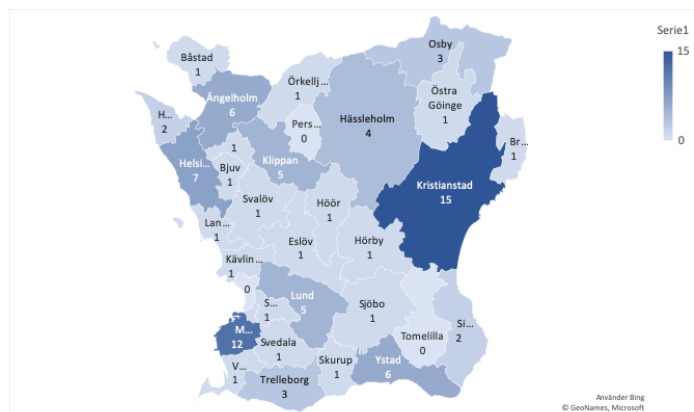 Serie1
15
0
Båstad
1
Osby
3
Örkellj...
1
Östra
Göinge
1
Ängelholm
6
H...
2
Pers...
0
Hässleholm
4
Br...
1
1
Helsi...
7
Bjuv
1
Klippan
5
Kristianstad
15
Svalöv
1
Höör
1
Lan...
1
Eslöv
1
Hörby
1
Kävlin...
1
0
S...
1
Lund
5
Sjöbo
1
Si...
2
M...
12
Svedala
1
Tomelilla
0
V...
1
Trelleborg
3
Skurup
1
Ystad
6
Använder Bing
© GeoNames, Microsoft